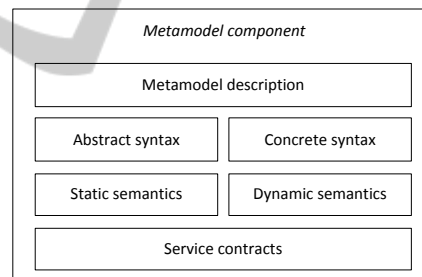 Metamodel component
Metamodel description
Abstract syntax Concrete syntax
Static semantics Dynamic semantics
Service contracts